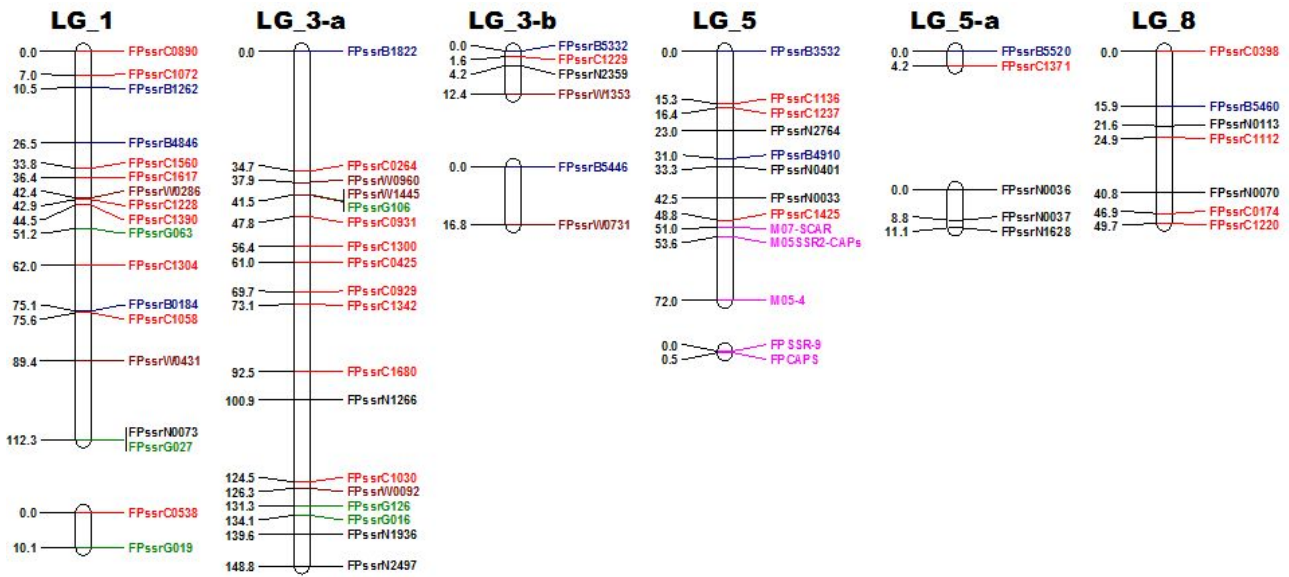 LG_1
0.0 FPssrC0890
7.0 FPssrC1072
10.5 FPssrB1262
26.5 FPssrB4846
33.8 FPssrC1560
36.4 FPssrC1617
42.4 FPssrW0286
42.9 FPssrC1228
44.5 FPssrC1390
51.2 FPssrG063
62.0 FPssrC1304
75.1 FPssrB0184
75.6 FPssrC1058
89.4 FPssrW0431
FPssrN0073
112.3 FPssrG027
0.0 FPssrC0538
10.1 FPssrG019
LG_3-a
0.0 FPssrB1822
34.7 FPssrC0264
37.9 FPssrW0960
41.5 FPssrW1445
FPssrG106
47.8 FPssrC0931
56.4 FPssrC1300
61.0 FPssrC0425
69.7 FPssrC0929
73.1 FPssrC1342
92.5 FPssrC1680
100.9 FPssrN1266
124.5 FPssrC1030
126.3 FPssrW0092
131.3 FPssrG126
134.1 FPssrG016
139.6 FPssrN1936
148.8 FPssrN2497
LG_3-b
0.0 FPssrB5332
1.6 FPssrC1229
4.2 FPssrN2359
12.4 FPssrW1353
0.0 FPssrB5446
16.8 FPssrW0731
LG_5
0.0 FPssrB3532
15.3 FPssrC1136
16.4 FPssrC1237
23.0 FPssrN2764
31.0 FPssrB4910
33.3 FPssrN0401
42.5 FPssrN0033
48.8 FPssrC1425
51.0 M07-SCAR
53.6 M05SSR2-CAPs
72.0 M05-4
0.0 FPSSR-9
0.5 FPCAPS
LG_5-a
0.0 FPssrB5520
4.2 FPssrC1371
0.0 FPssrN0036
8.8 FPssrN0037
11.1 FPssrN1628
LG_8
0.0 FPssrC0398
15.9 FPssrB5460
21.6 FPssrN0113
24.9 FPssrC1112
40.8 FPssrN0070
46.9 FPssrC0174
49.7 FPssrC1220